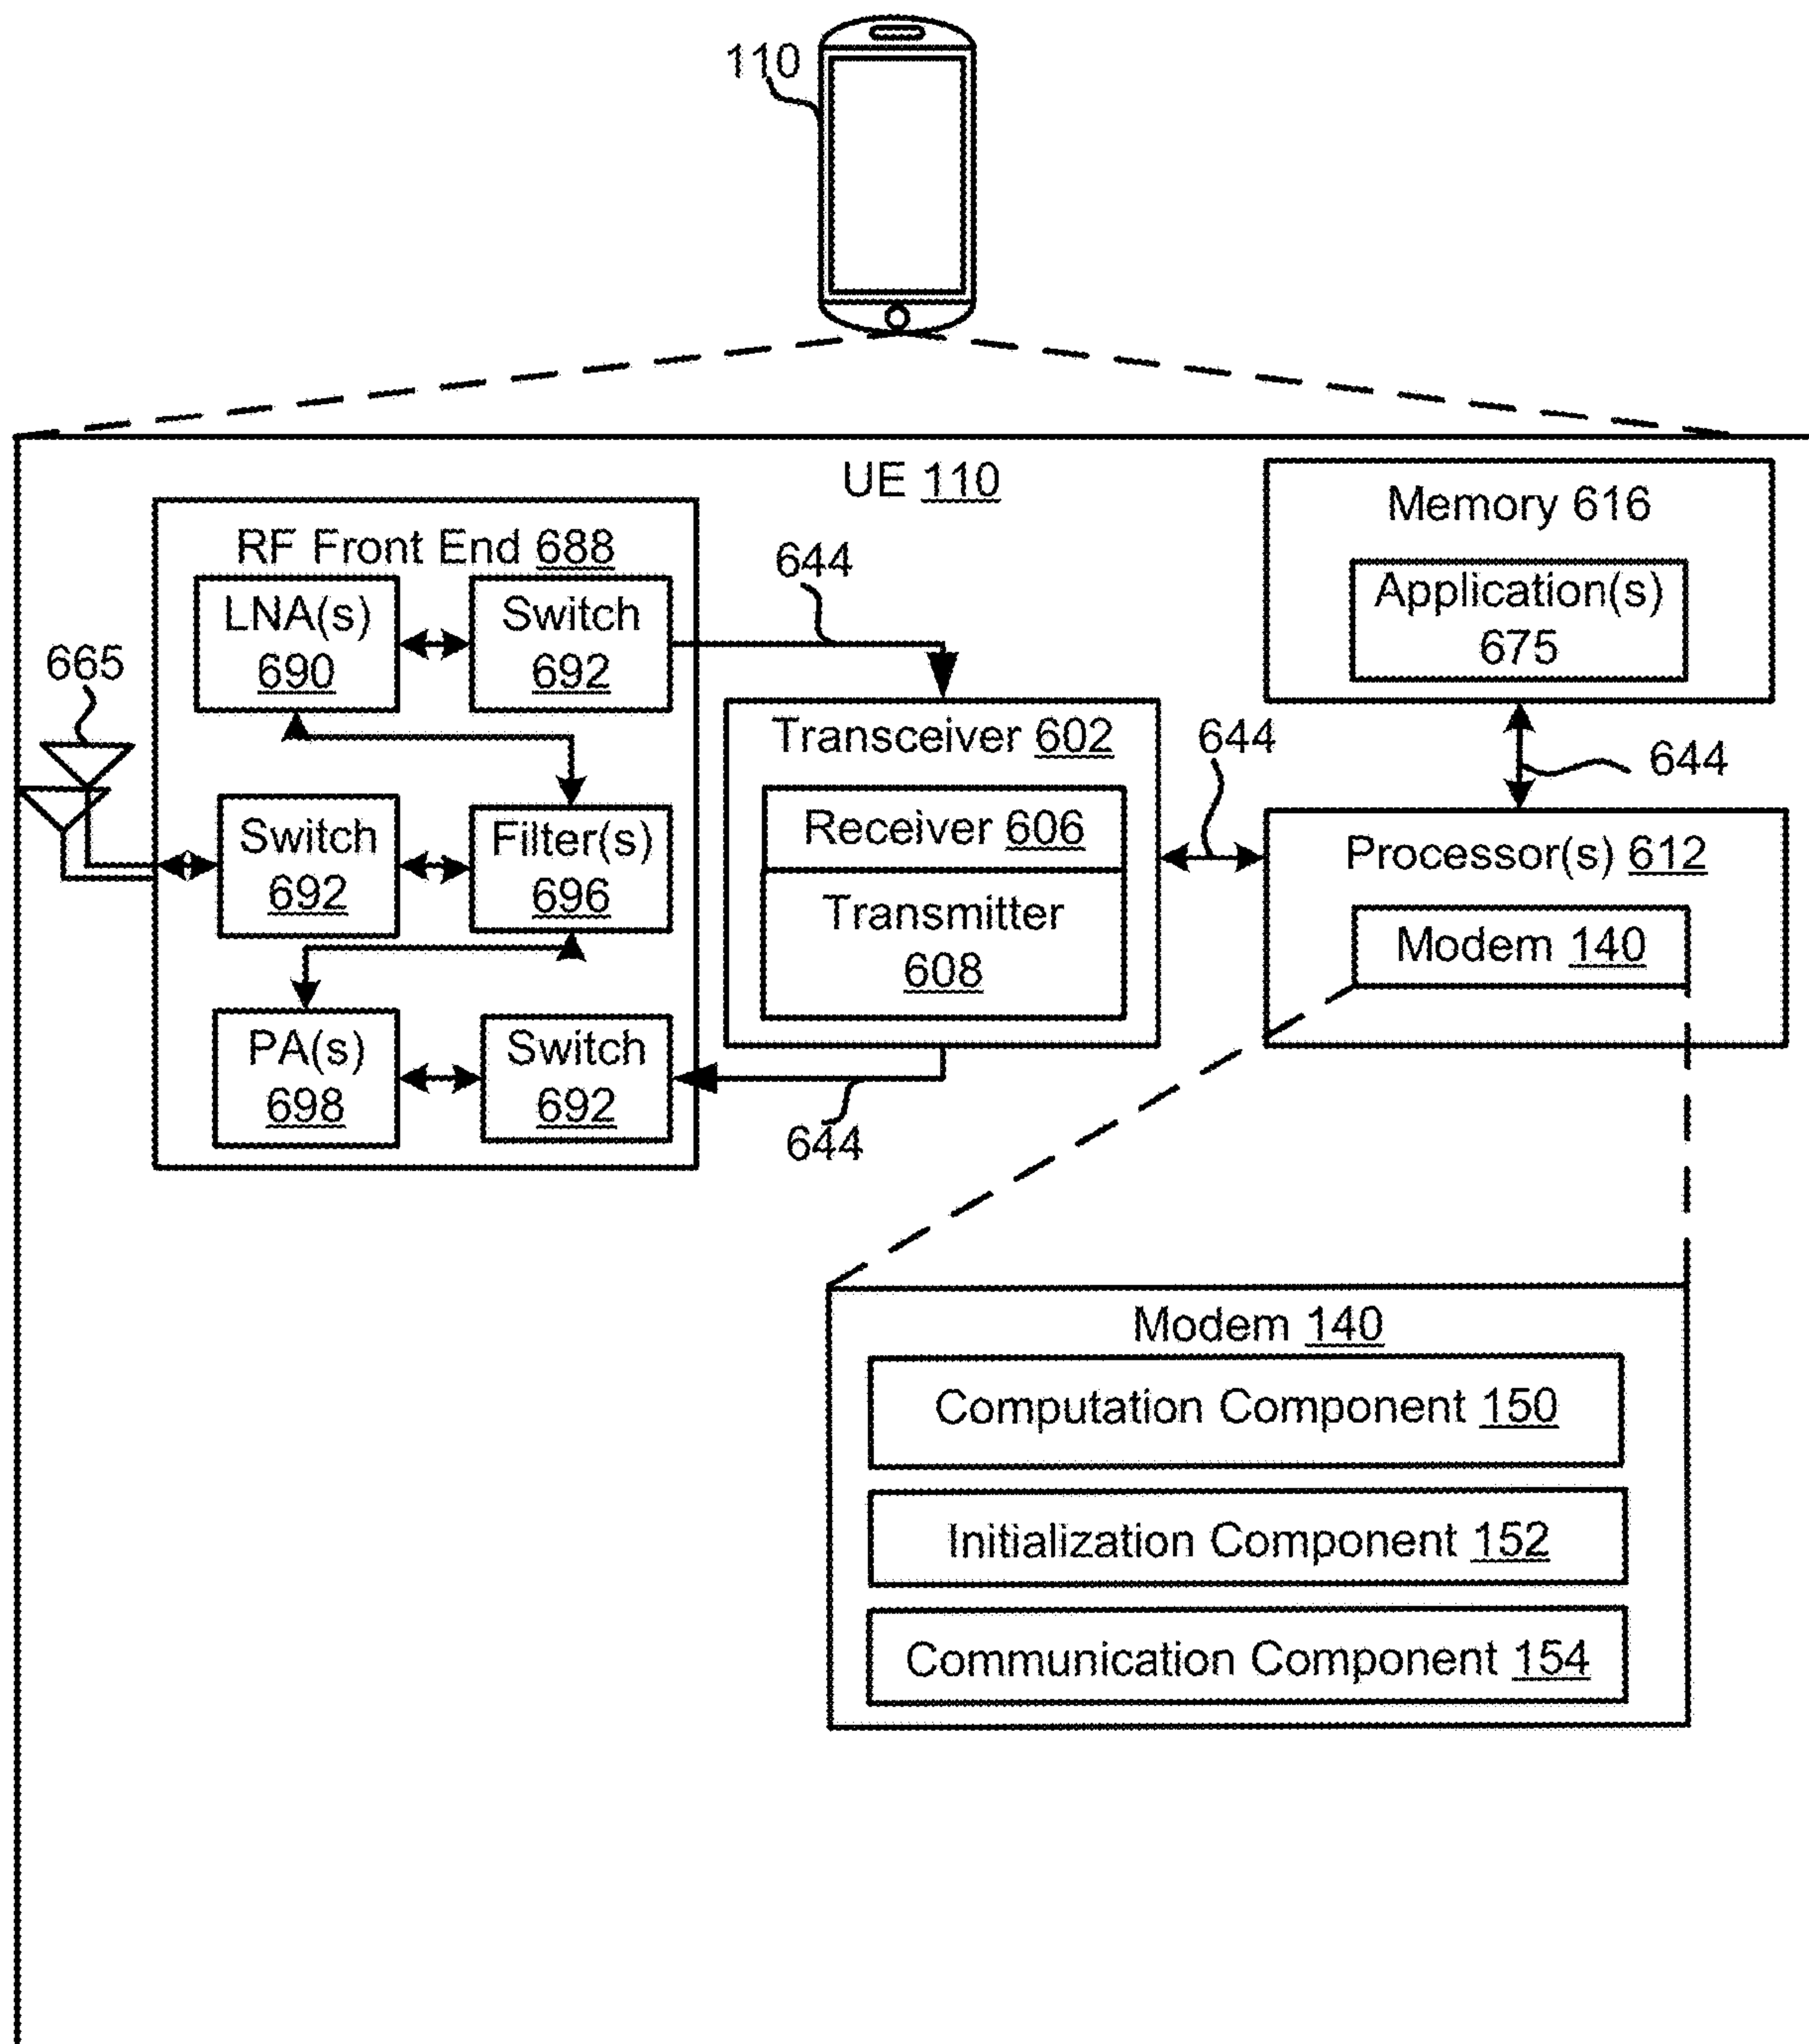 110
UE 110
RF Front End 688
LNA(s)
690
Switch
692
644
665
Switch
692
Filter(s)
696
PA(s)
698
Switch
692
644
Transceiver 602
Receiver 606
Transmitter
608
644
Memory 616
Application(s)
675
644
Processor(s) 612
Modem 140
Modem 140
Computation Component 150
Initialization Component 152
Communication Component 154